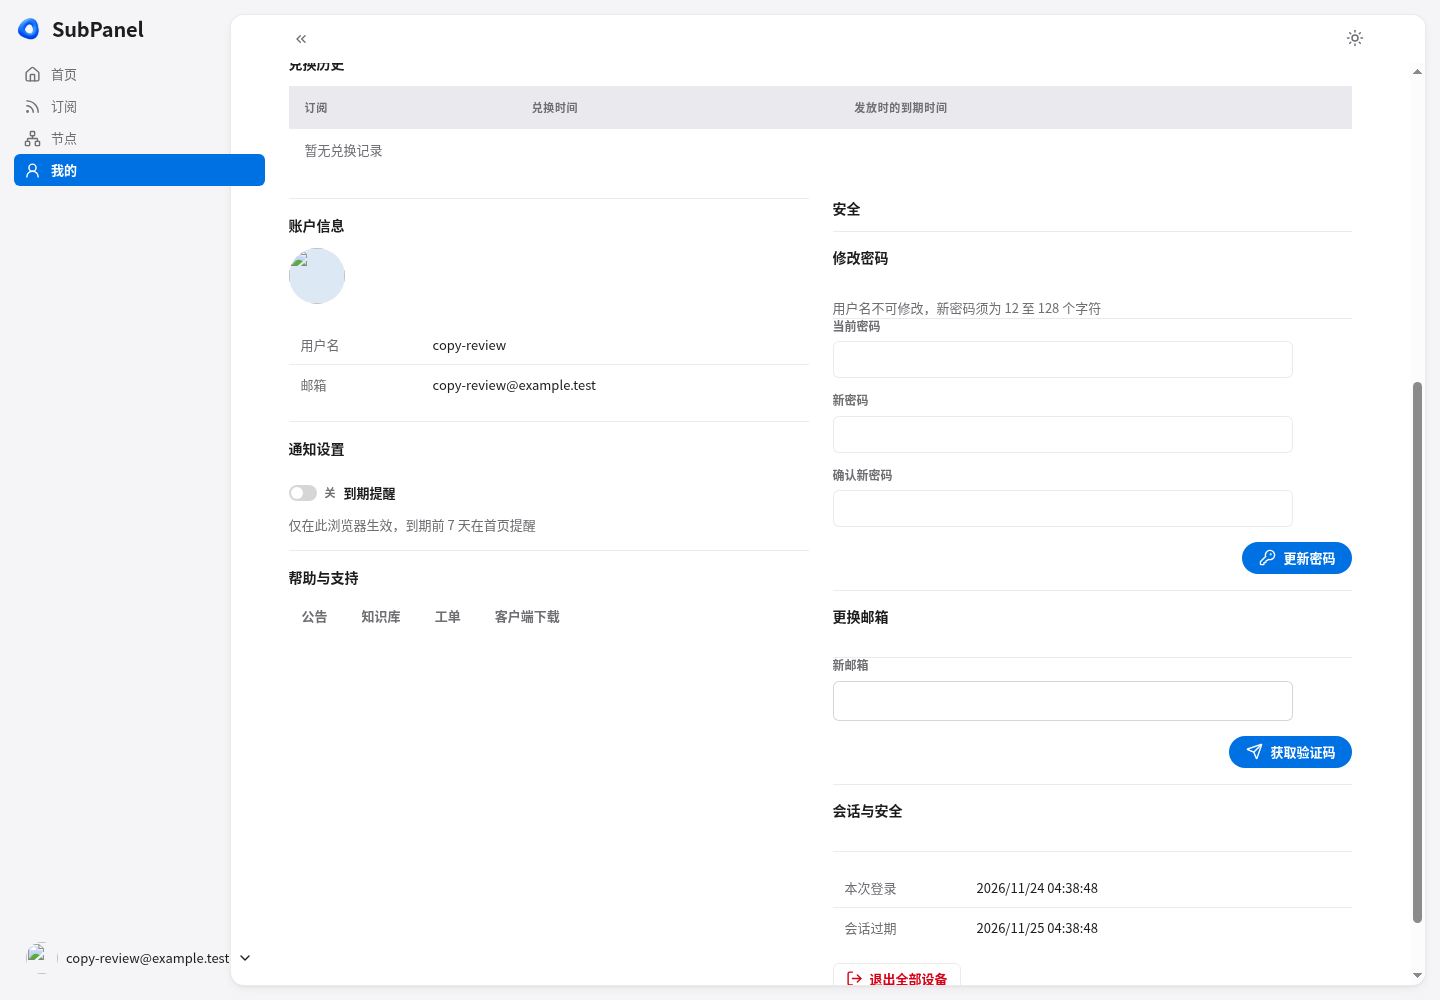 SubPanel
首页
订阅
节点
我的
兑换历史
订阅 兑换时间 发放时的到期时间
暂无兑换记录
账户信息
用户名 copy-review
邮箱 copy-review@example.test
通知设置
关 到期提醒
仅在此浏览器生效，到期前 7 天在首页提醒
帮助与支持
公告 知识库 工单 客户端下载
安全
修改密码
用户名不可修改，新密码须为 12 至 128 个字符
当前密码
新密码
确认新密码
更新密码
更换邮箱
新邮箱
获取验证码
会话与安全
本次登录 2026/11/24 04:38:48
会话过期 2026/11/25 04:38:48
退出全部设备
copy-review@example.test